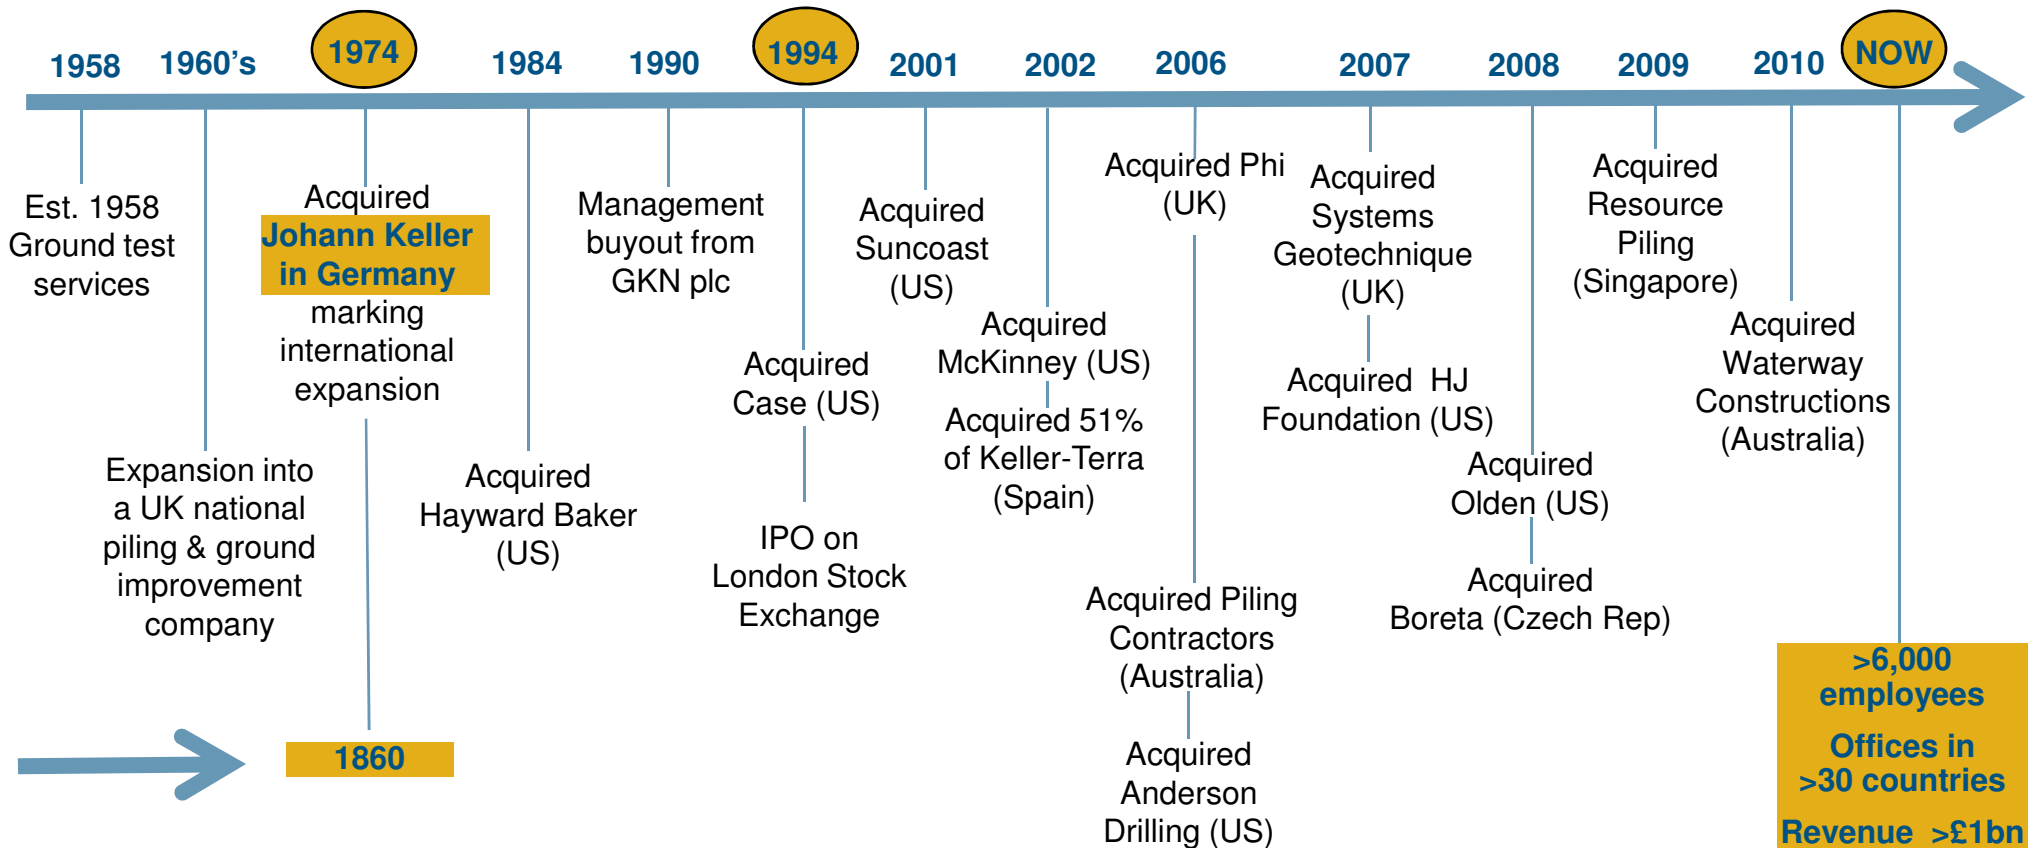 1958
1960's
1974
1984
1990
1994
2001
2002
2006
2007
2008
2009
2010
NOW
Est. 1958
Ground test
services
Expansion into
a UK national
piling & ground
improvement
company
Acquired
Johann Keller
in Germany
marking
international
expansion
1860
Acquired
Hayward Baker
(US)
Management
buyout from
GKN plc
Acquired
Case (US)
IPO on
London Stock
Exchange
Acquired
Suncoast
(US)
Acquired
McKinney (US)
Acquired 51%
of Keller-Terra
(Spain)
Acquired Phi
(UK)
Acquired Piling
Contractors
(Australia)
Acquired
Anderson
Drilling (US)
Acquired
Systems
Geotechnique
(UK)
Acquired HJ
Foundation (US)
Acquired
Olden (US)
Acquired
Boreta (Czech Rep)
Acquired
Resource
Piling
(Singapore)
Acquired
Waterway
Constructions
(Australia)
>6,000
employees
Offices in
>30 countries
Revenue >£1bn